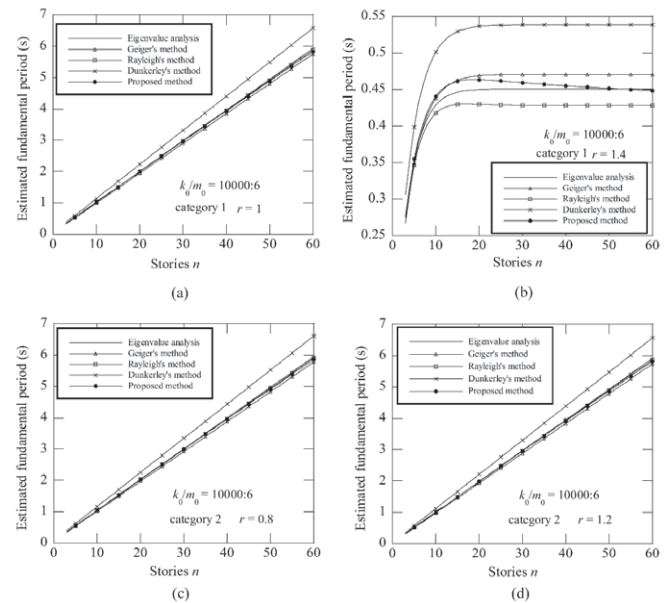 7
6
5
4
3
2
1
0
Estimated fundamental period (s)
Eigenvalue analysis
Geiger's method
Rayleigh's method
Dunkerley's method
Proposed method
k0/m0 = 10000:6
category 1 r = 1
0 10 20 30 40 50 60
Stories n
(a)
0.55
0.5
0.45
0.4
0.35
0.3
0.25
Estimated fundamental period (s)
k0/m0 = 10000:6
category 1 r = 1.4
Eigenvalue analysis
Geiger's method
Rayleigh's method
Dunkerley's method
Proposed method
0 10 20 30 40 50 60
Stories n
(b)
7
6
5
4
3
2
1
0
Estimated fundamental period (s)
Eigenvalue analysis
Geiger's method
Rayleigh's method
Dunkerley's method
Proposed method
k0/m0 = 10000:6
category 2 r = 0.8
0 10 20 30 40 50 60
Stories n
(c)
7
6
5
4
3
2
1
0
Estimated fundamental period (s)
Eigenvalue analysis
Geiger's method
Rayleigh's method
Dunkerley's method
Proposed method
k0/m0 = 10000:6
category 2 r = 1.2
0 10 20 30 40 50 60
Stories n
(d)